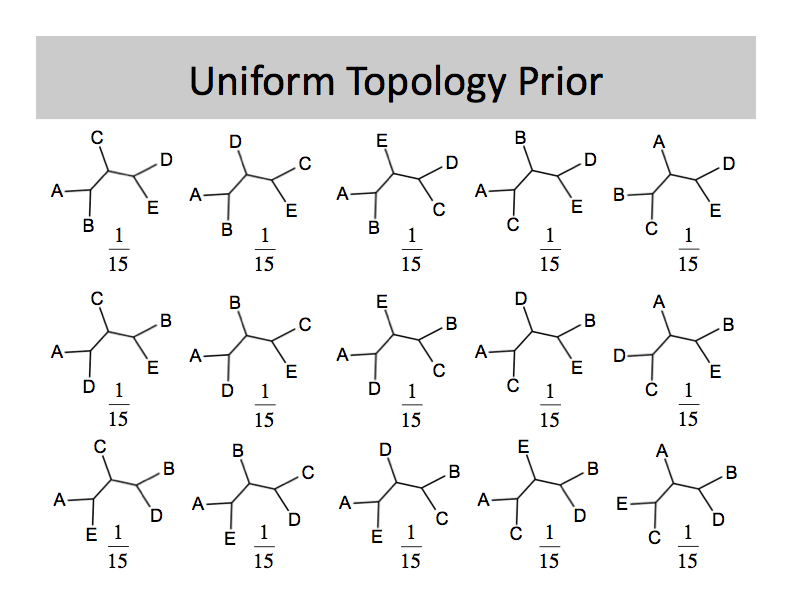 Uniform Topology Prior
C D E B A
D C D D D
A A A A B
E E C E E
B B B C C
1 1 1 1 1
15 15 15 15 15
C B E D A
B C B B B
A A A A D
E E C E E
D D D C C
1 1 1 1 1
15 15 15 15 15
C B D E A
B C B B B
A A A A E
D D C D D
E E E C C
1 1 1 1 1
15 15 15 15 15